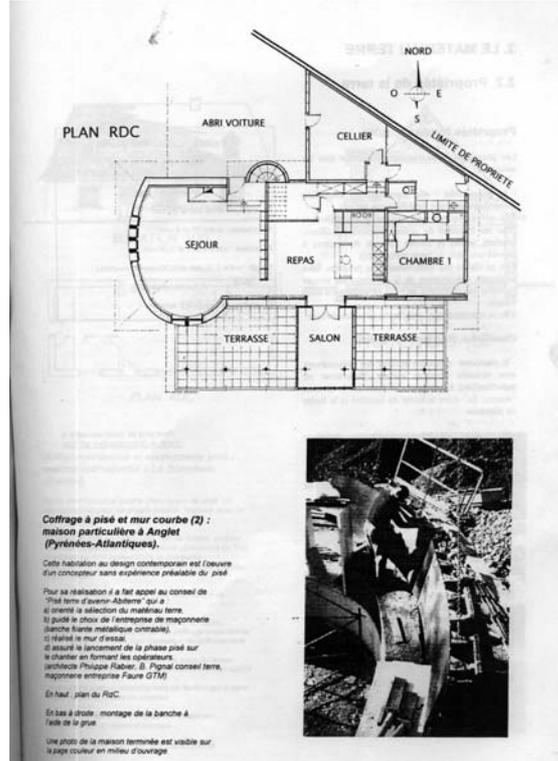 NORD
O E
S
PLAN RDC
ABRI VOITURE
CELLIER
LIMITE DE PROPRIETE
SEJOUR
REPAS
CHAMBRE 1
TERRASSE
SALON
TERRASSE
Coffrage à pisé et mur courbe (2) :
maison particulière à Anglet
(Pyrénées-Atlantiques).
Cette habitation au design contemporain est l'oeuvre
d'un concepteur sans expérience préalable du pisé.
Pour sa réalisation il a fait appel au conseil de
"Pisé terre d'avenir-Abiterre" qui a :
a) orienté la sélection du matériau terre,
b) guidé le choix de l'entreprise de maçonnerie
(banche filante métallique cintrable),
c) réalisé le mur d'essai,
d) assuré le lancement de la phase pisé sur
le chantier en formant les opérateurs.
(architecte Philippe Rabier, B. Pignal conseil terre,
maçonnerie entreprise Faure GTM)
En haut : plan du RdC.
En bas à droite : montage de la banche à
l'aide de la grue.
Une photo de la maison terminée est visible sur
la page couleur en milieu d'ouvrage.